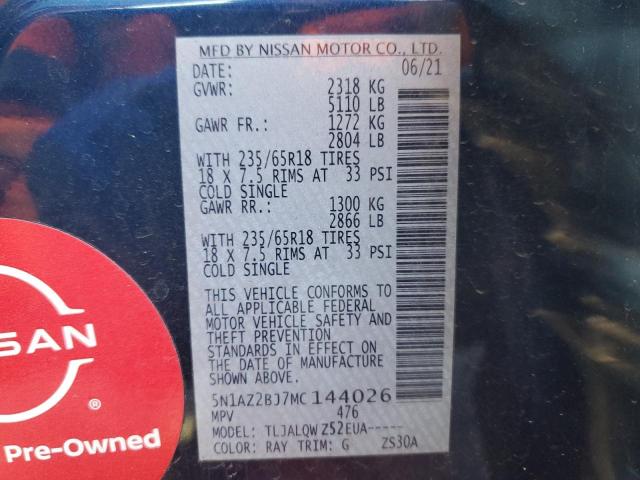 MFD BY NISSAN MOTOR CO., LTD.
DATE: 06/21
GVWR: 2318 KG
5110 LB
GAWR FR.: 1272 KG
2804 LB
WITH 235/65R18 TIRES
18 X 7.5 RIMS AT 33 PSI
COLD SINGLE
GAWR RR.: 1300 KG
2866 LB
WITH 235/65R18 TIRES
18 X 7.5 RIMS AT 33 PSI
COLD SINGLE
THIS VEHICLE CONFORMS TO
ALL APPLICABLE FEDERAL
MOTOR VEHICLE SAFETY AND
THEFT PREVENTION
STANDARDS IN EFFECT ON
THE DATE OF MANUFACTURE
SHOWN ABOVE.
5N1AZ2BJ7MC144026
MPV 476
MODEL: TLJALQWZ52EUA-----
COLOR: RAY TRIM: G ZS30A
SSAN
®
Pre-Owned